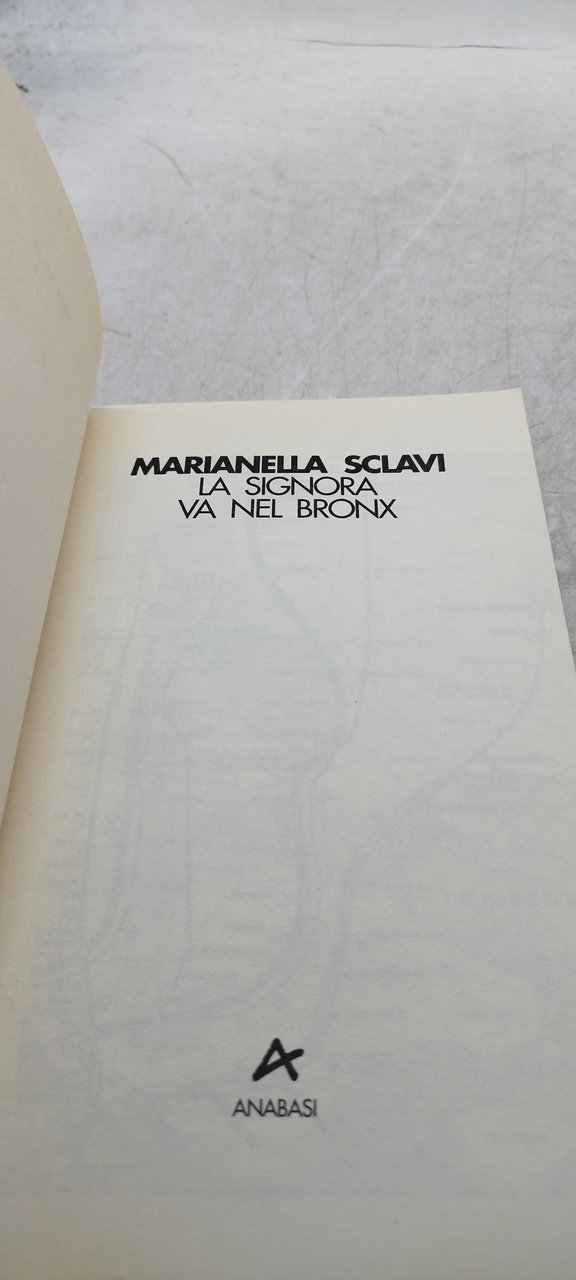 MARIANELLA SCLAVI
LA SIGNORA
VA NEL BRONX
ANABASI